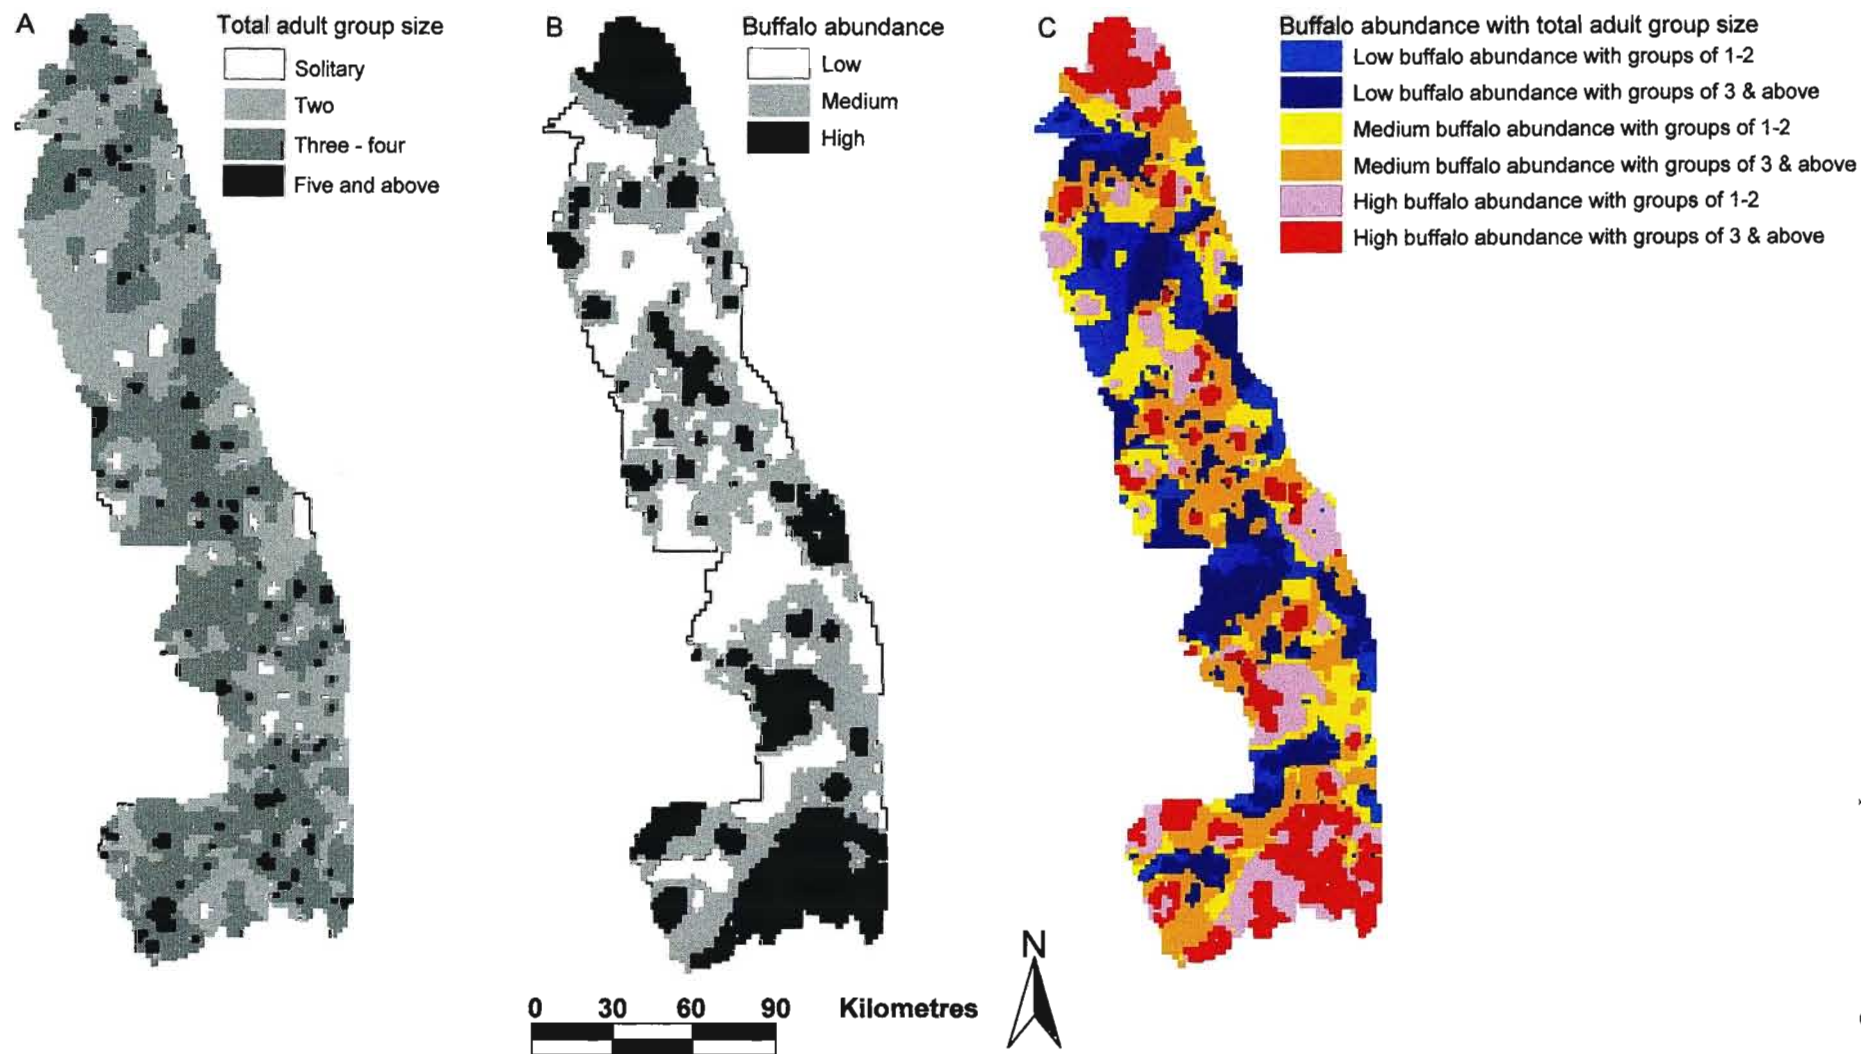 A
Total adult group size
Solitary
Two
Three - four
Five and above
B
Buffalo abundance
Low
Medium
High
C
Buffalo abundance with total adult group size
Low buffalo abundance with groups of 1-2
Low buffalo abundance with groups of 3 & above
Medium buffalo abundance with groups of 1-2
Medium buffalo abundance with groups of 3 & above
High buffalo abundance with groups of 1-2
High buffalo abundance with groups of 3 & above
N
0 30 60 90 Kilometres